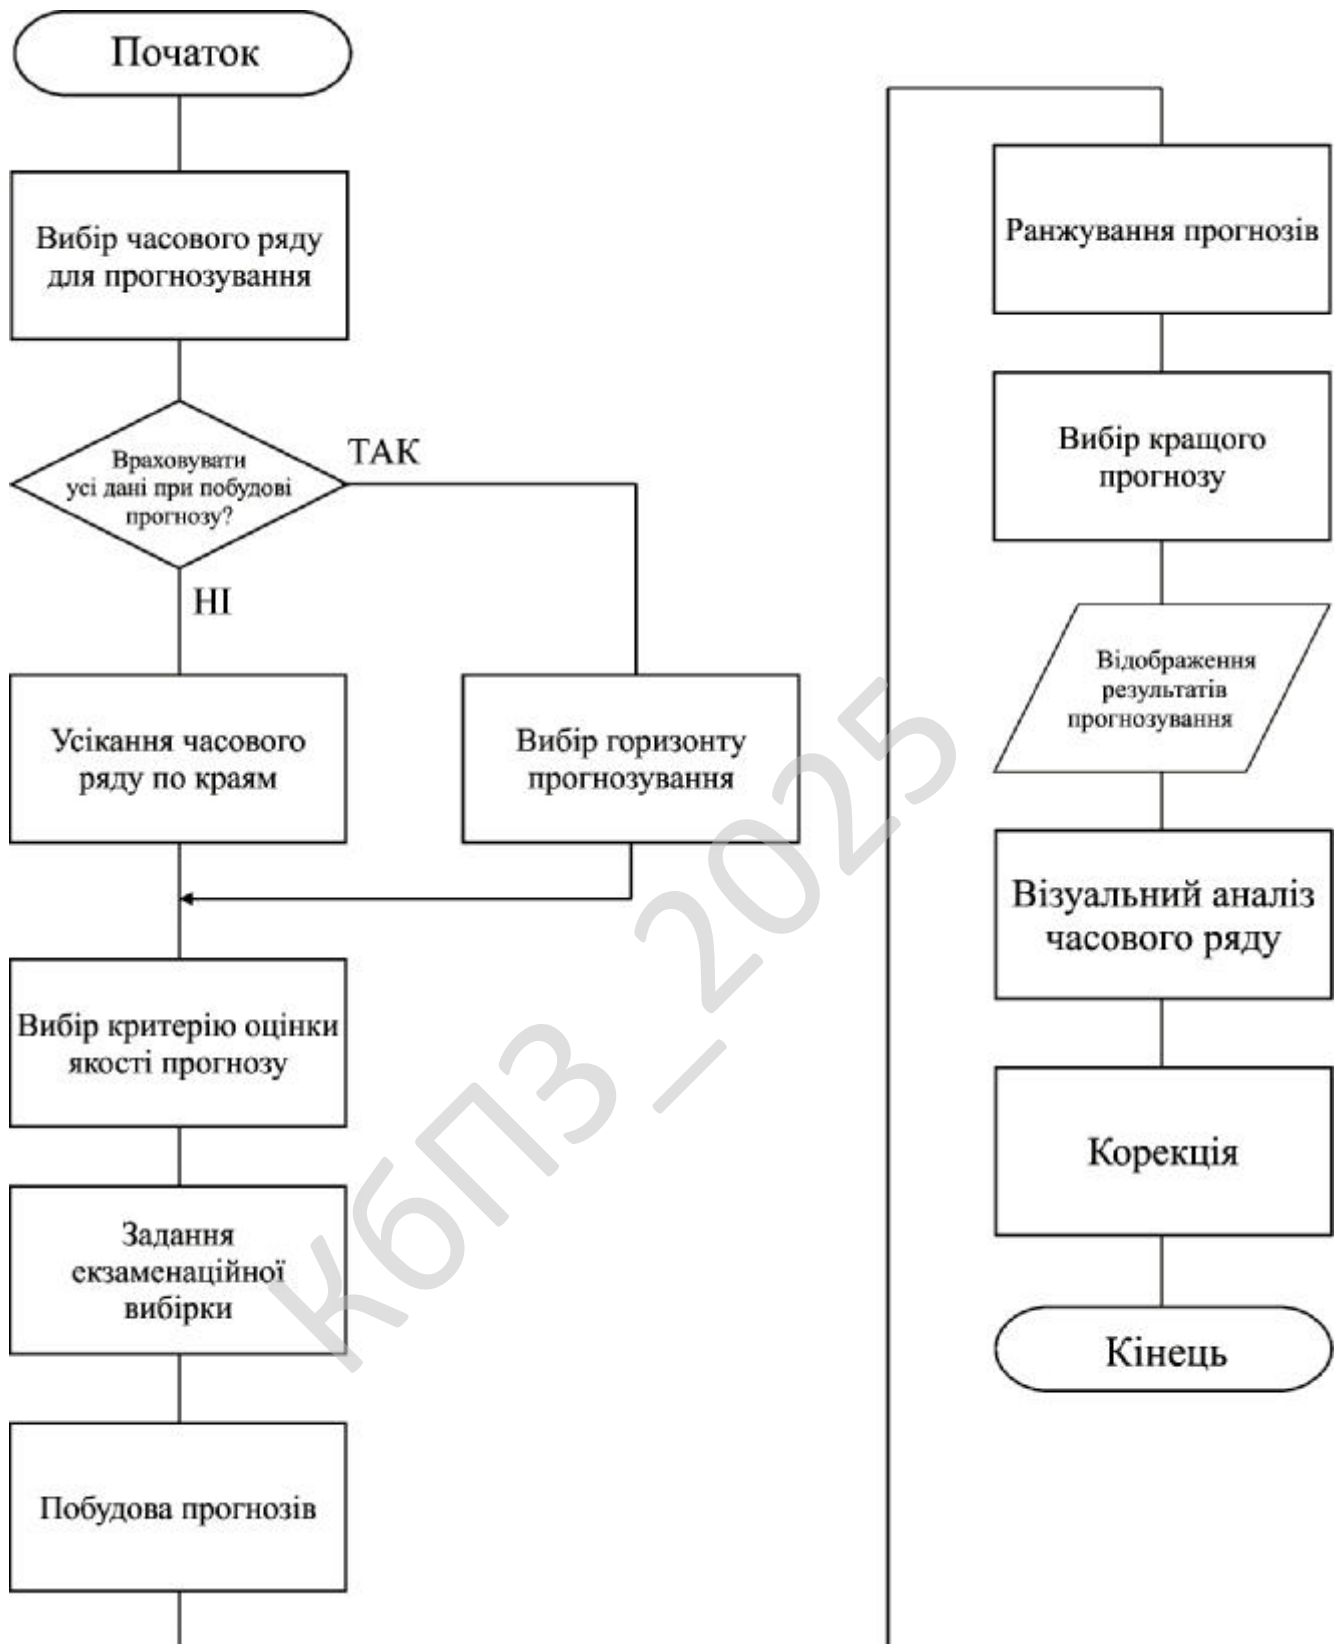 Початок
Вибір часового ряду
для прогнозування
Враховувати
усі дані при побудові
прогнозу?
ТАК
НІ
Усікання часового
ряду по краям
Вибір горизонту
прогнозування
Вибір критерію оцінки
якості прогнозу
Задання
екзаменаційної
вибірки
Побудова прогнозів
Ранжування прогнозів
Вибір кращого
прогнозу
Відображення
результатів
прогнозування
Візуальний аналіз
часового ряду
Корекція
Кінець
КбПЗ_2025